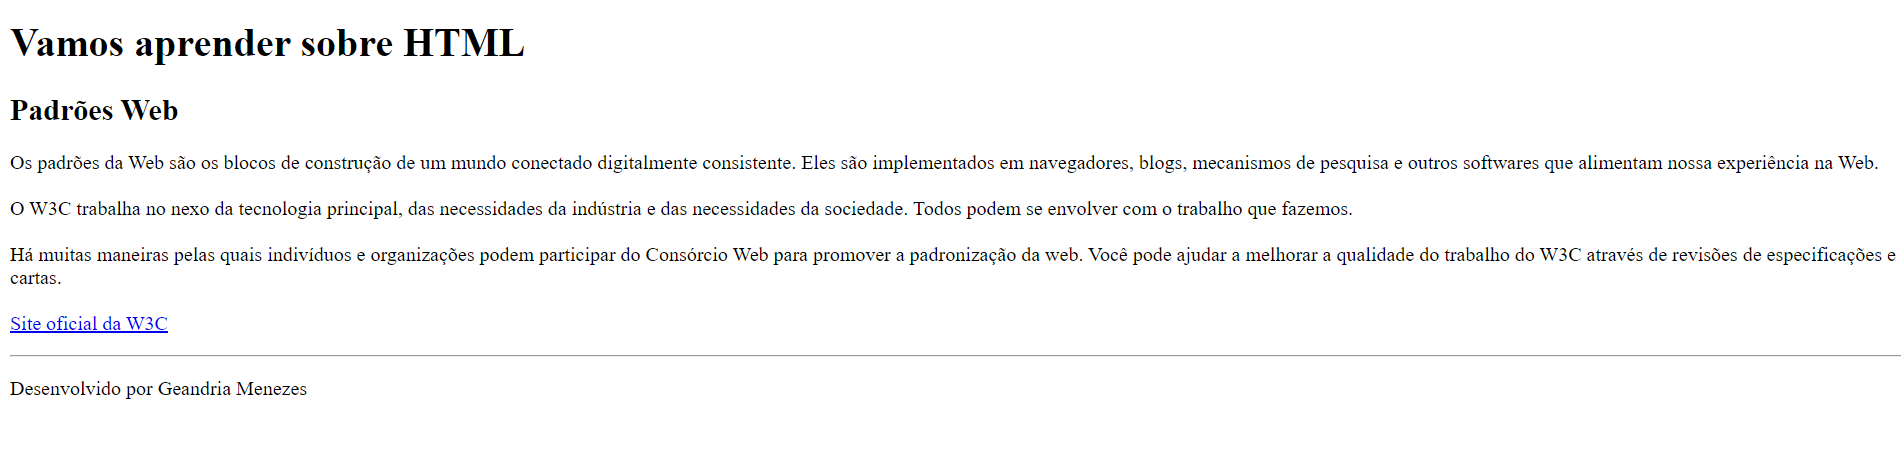 Vamos aprender sobre HTML
Padrões Web
Os padrões da Web são os blocos de construção de um mundo conectado digitalmente consistente. Eles são implementados em navegadores, blogs, mecanismos de pesquisa e outros softwares que alimentam nossa experiência na Web.
O W3C trabalha no nexo da tecnologia principal, das necessidades da indústria e das necessidades da sociedade. Todos podem se envolver com o trabalho que fazemos.
Há muitas maneiras pelas quais indivíduos e organizações podem participar do Consórcio Web para promover a padronização da web. Você pode ajudar a melhorar a qualidade do trabalho do W3C através de revisões de especificações e
cartas.
Site oficial da W3C
Desenvolvido por Geandria Menezes